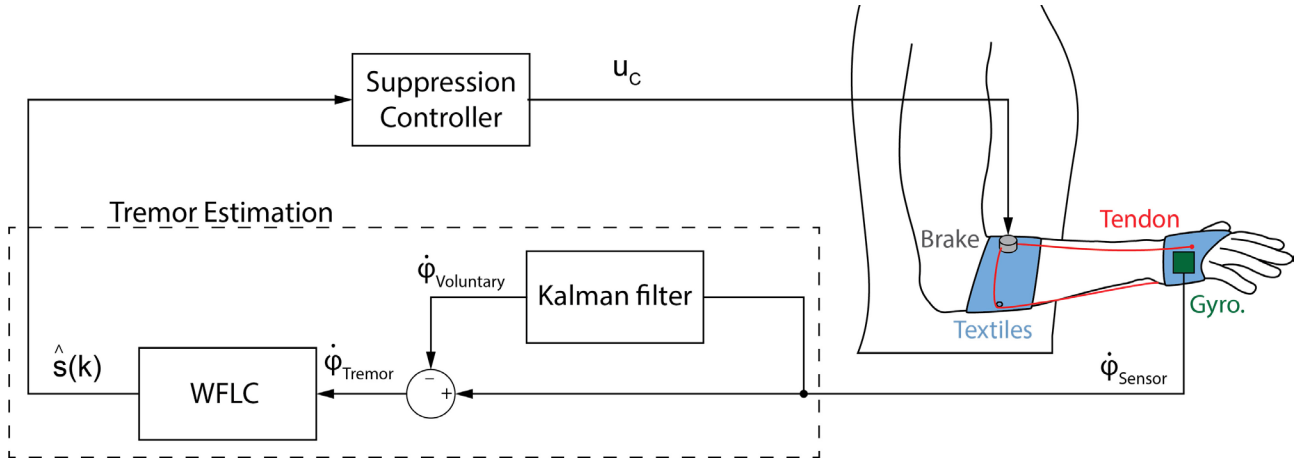 Suppression
Controller
u_C
Tremor Estimation
Brake
Tendon
φ̇_Voluntary
Kalman filter
Gyro.
Textiles
ŝ(k)
φ̇_Tremor
φ̇_Sensor
WFLC
−
+